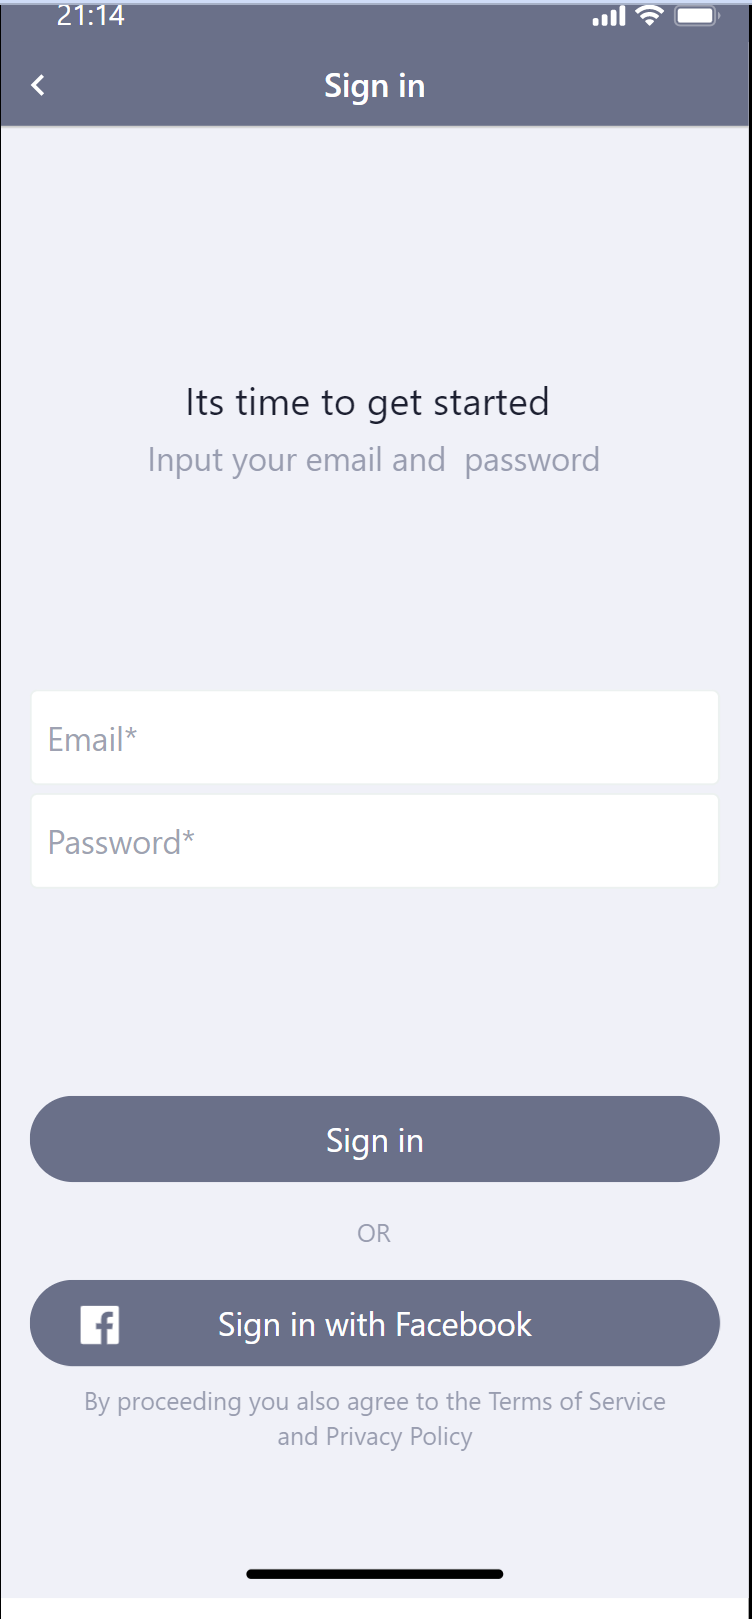 21:14
Sign in
Its time to get started
Input your email and  password
Email*
Password*
Sign in
OR
Sign in with Facebook
By proceeding you also agree to the Terms of Service
and Privacy Policy